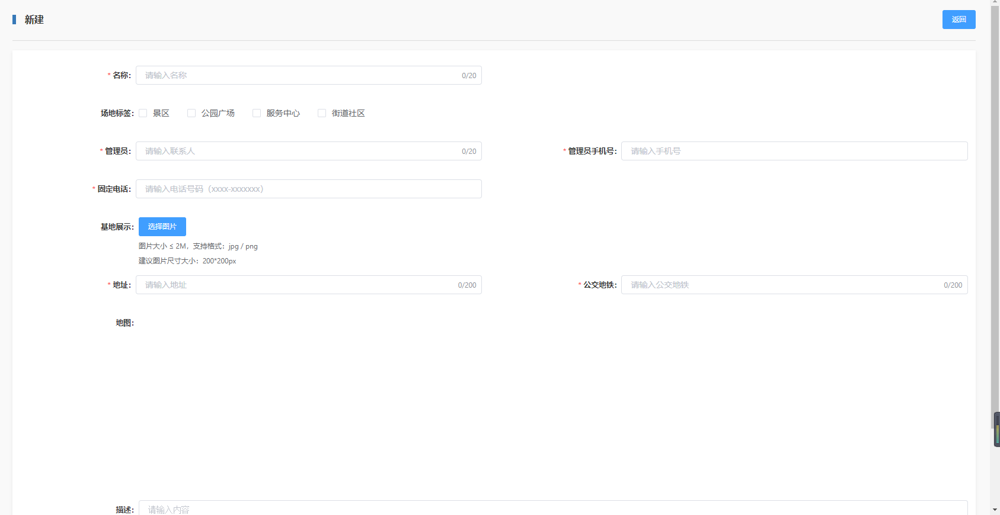 新建
返回
* 名称： 请输入名称 0/20
场地标签： 景区 公园广场 服务中心 街道社区
* 管理员： 请输入联系人 0/20 * 管理员手机号： 请输入手机号
* 固定电话： 请输入电话号码（xxxx-xxxxxxx）
基地展示： 选择图片
图片大小 ≤ 2M，支持格式：jpg / png
建议图片尺寸大小：200*200px
* 地址： 请输入地址 0/200 * 公交地铁： 请输入公交地铁 0/200
地图：
描述： 请输入内容